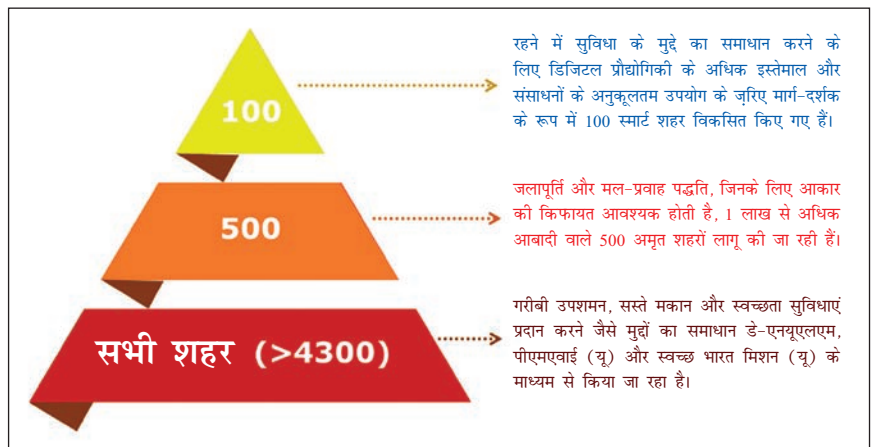 100
रहने में सुविधा के मुद्दे का समाधान करने के
लिए डिजिटल प्रौद्योगिकी के अधिक इस्तेमाल और
संसाधनों के अनुकूलतम उपयोग के ज़रिए मार्ग-दर्शक
के रूप में 100 स्मार्ट शहर विकसित किए गए हैं।
500
जलापूर्ति और मल-प्रवाह पद्धति, जिनके लिए आकार
की किफायत आवश्यक होती है, 1 लाख से अधिक
आबादी वाले 500 अमृत शहरों लागू की जा रही हैं।
सभी शहर (>4300)
गरीबी उपशमन, सस्ते मकान और स्वच्छता सुविधाएं
प्रदान करने जैसे मुद्दों का समाधान डे-एनयूएलएम,
पीएमएवाई (यू) और स्वच्छ भारत मिशन (यू) के
माध्यम से किया जा रहा है।